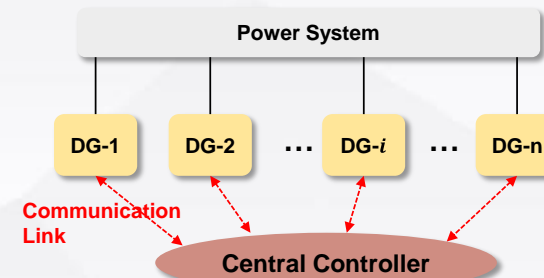 Power System
DG-1 DG-2 ... DG-i ... DG-n
Communication
Link
Central Controller